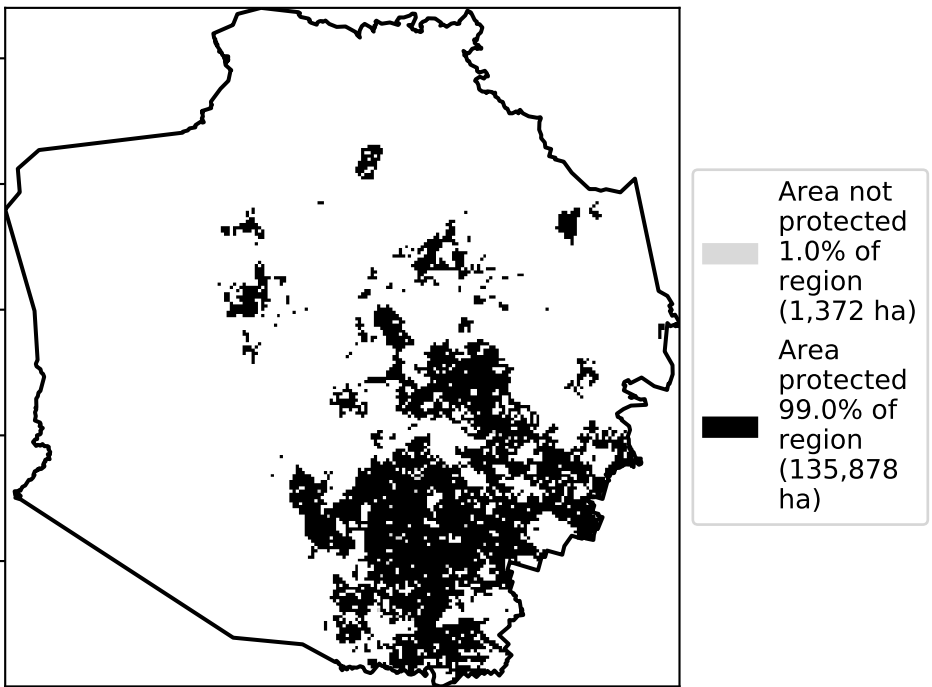 Area not
protected
1.0% of
region
(1,372 ha)
Area
protected
99.0% of
region
(135,878
ha)